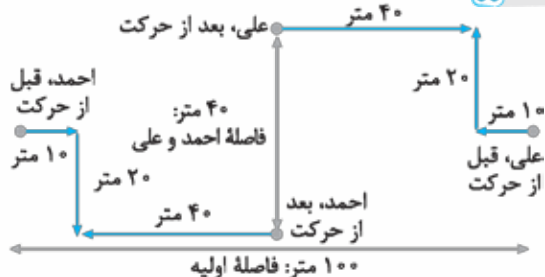 علی، بعد از حرکت
۴۰ متر
احمد، قبل
از حرکت
۱۰ متر
۲۰ متر
۴۰ متر:
فاصلهٔ احمد و علی
۲۰ متر
۱۰ متر
علی، قبل
از حرکت
۴۰ متر
احمد، بعد
از حرکت
۱۰۰ متر: فاصلهٔ اولیه